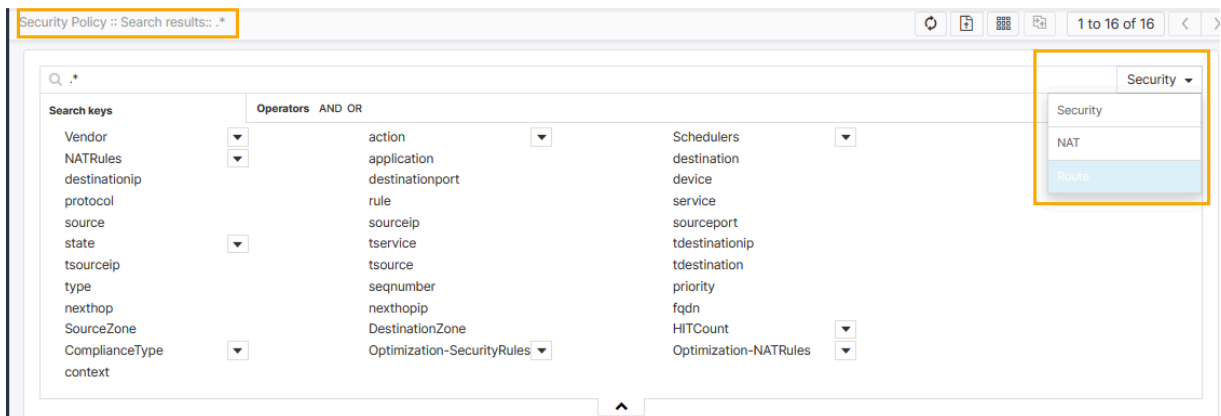 Security Policy :: Search results:: .*
1 to 16 of 16
.*
Security
Search keys
Operators AND OR
Security
Vendor
action
Schedulers
NAT
NATRules
application
destination
destinationip
destinationport
device
Route
protocol
rule
service
source
sourceip
sourceport
state
tservice
tdestinationip
tsourceip
tsource
tdestination
type
seqnumber
priority
nexthop
nexthopip
fqdn
SourceZone
DestinationZone
HITCount
ComplianceType
Optimization-SecurityRules
Optimization-NATRules
context